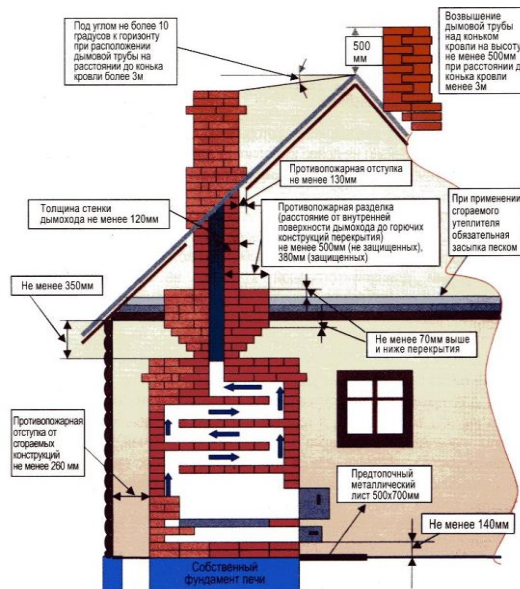 Под углом не более 10
градусов к горизонту
при расположении
дымовой трубы на
расстоянии до конька
кровли более 3м
500
мм
Возвышение
дымовой трубы
над коньком
кровли на высоту
не менее 500мм
при расстоянии д
конька кровли
менее 3м
Противопожарная отступка
не менее 130мм
Толщина стенки
дымохода не менее 120мм
Противопожарная разделка
(расстояние от внутренней
поверхности дымохода до горючих
конструкций перекрытия)
не менее 500мм (не защищенных),
380мм (защищенных)
При применении
сгораемого
утеплителя
обязательная
засыпка песком
Не менее 350мм
Не менее 70мм выше
и ниже перекрытия
Противопожарная
отступка от
сгораемых
конструкций
не менее 260 мм
Предтопочный
металлический
лист 500х700мм
Не менее 140мм
Собственный
фундамент печи